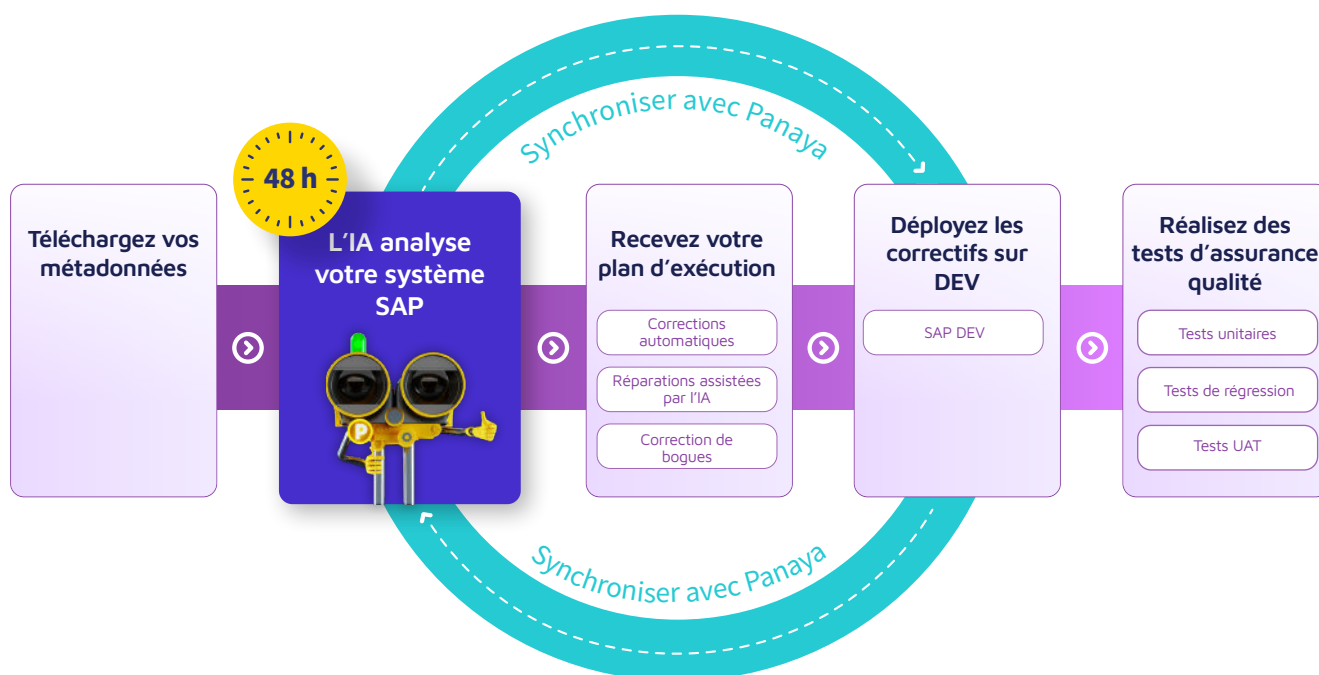 Synchroniser avec Panaya
48 h
Téléchargez vos
métadonnées
L’IA analyse
votre système
SAP
P
Recevez votre
plan d’exécution
Corrections
automatiques
Réparations assistées
par l’IA
Correction de
bogues
Déployez les
correctifs sur
DEV
SAP DEV
Réalisez des
tests d’assurance
qualité
Tests unitaires
Tests de régression
Tests UAT
Synchroniser avec Panaya